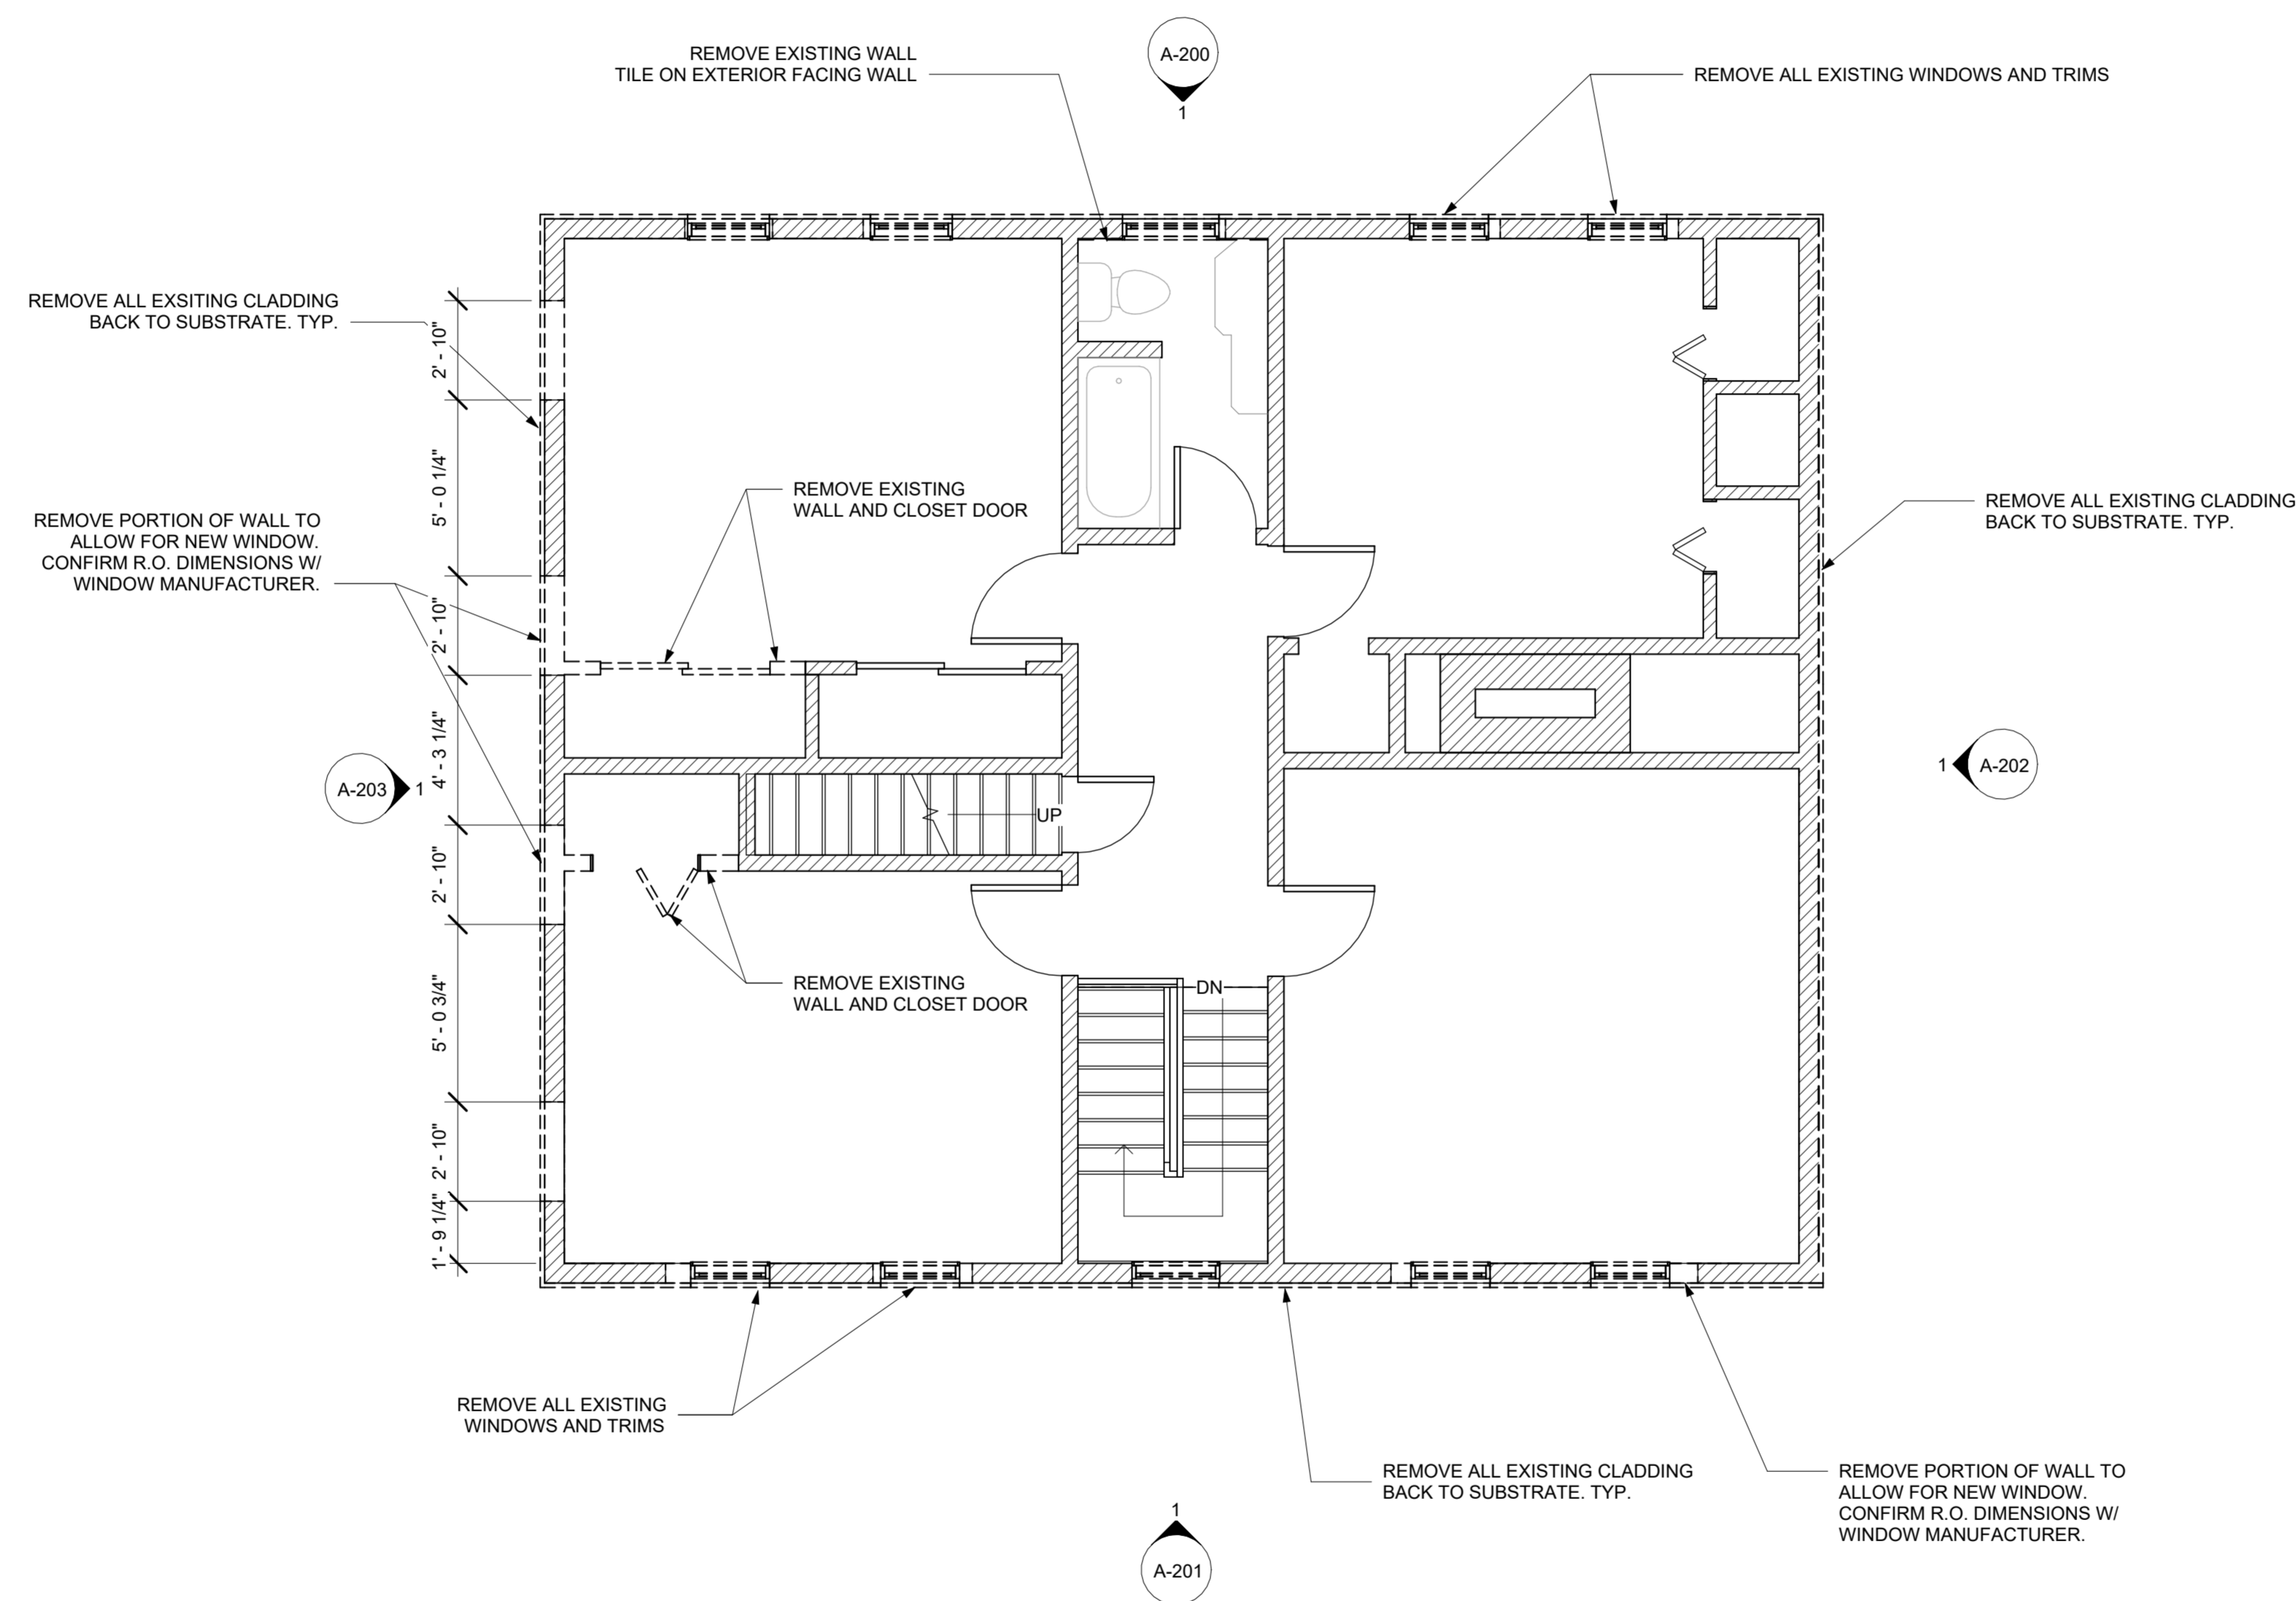 REMOVE EXISTING WALL
TILE ON EXTERIOR FACING WALL
A-200
1
REMOVE ALL EXISTING WINDOWS AND TRIMS
REMOVE ALL EXSITING CLADDING
BACK TO SUBSTRATE. TYP.
2' - 10"
5' - 0 1/4"
2' - 10"
4' - 3 1/4"
2' - 10"
5' - 0 3/4"
2' - 10"
1' - 9 1/4"
REMOVE PORTION OF WALL TO
ALLOW FOR NEW WINDOW.
CONFIRM R.O. DIMENSIONS W/
WINDOW MANUFACTURER.
REMOVE EXISTING
WALL AND CLOSET DOOR
REMOVE ALL EXISTING CLADDING
BACK TO SUBSTRATE. TYP.
A-203
1
UP
1
A-202
REMOVE EXISTING
WALL AND CLOSET DOOR
DN
REMOVE ALL EXISTING
WINDOWS AND TRIMS
REMOVE ALL EXISTING CLADDING
BACK TO SUBSTRATE. TYP.
REMOVE PORTION OF WALL TO
ALLOW FOR NEW WINDOW.
CONFIRM R.O. DIMENSIONS W/
WINDOW MANUFACTURER.
1
A-201